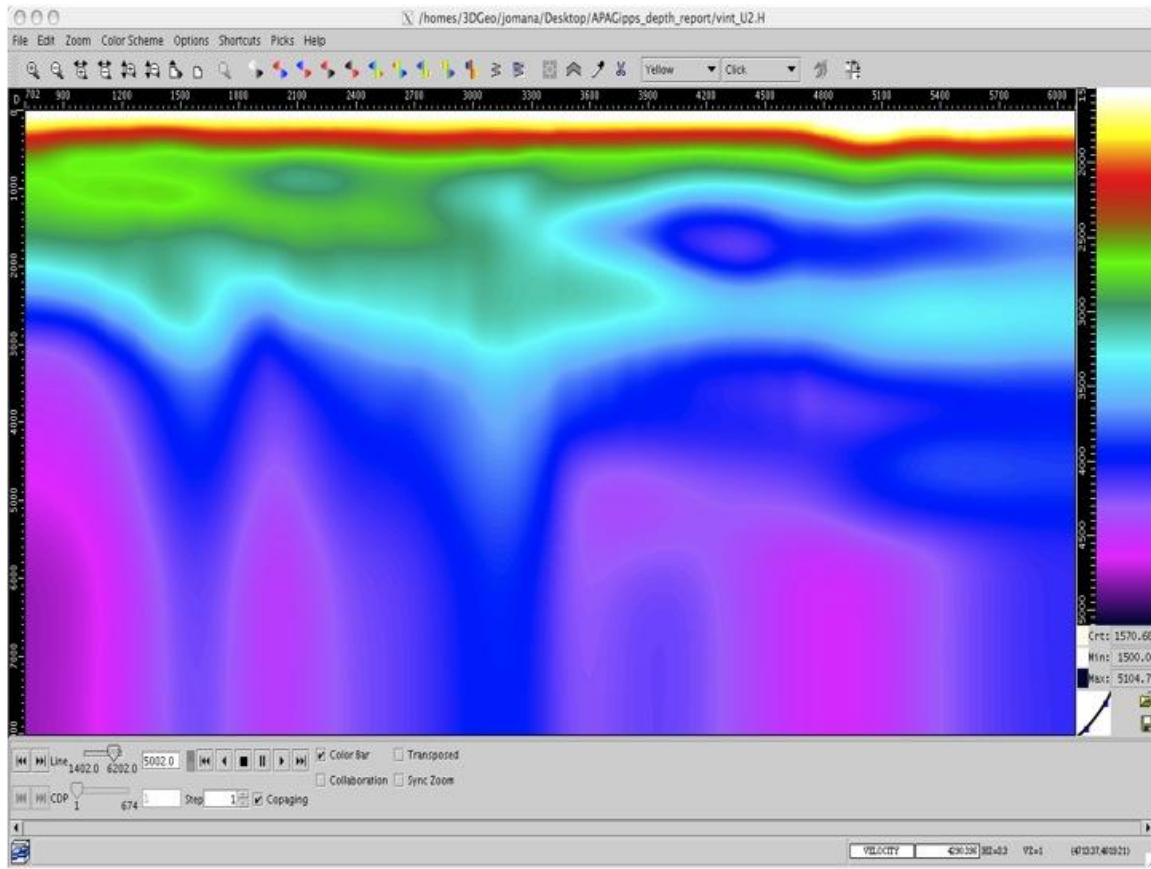 /homes/3DGeo/jomana/Desktop/APAGipps_depth_report/vint_U2.H
File Edit Zoom Color Scheme Options Shortcuts Picks Help
Yellow Click
D 702 900 1200 1500 1800 2100 2400 2700 3000 3300 3600 3900 4200 4500 4800 5100 5400 5700 6000
0
1000
2000
3000
4000
5000
6000
7000
15
2000
2500
3000
3500
4000
4500
5000
Crt: 1570.68
Min: 1500.0
Max: 5104.7
Line 1402.0 6202.0 5002.0
Color Bar Transposed
Collaboration Sync Zoom
CDP 1 674 1 Step 1 Copaging
VELOCITY